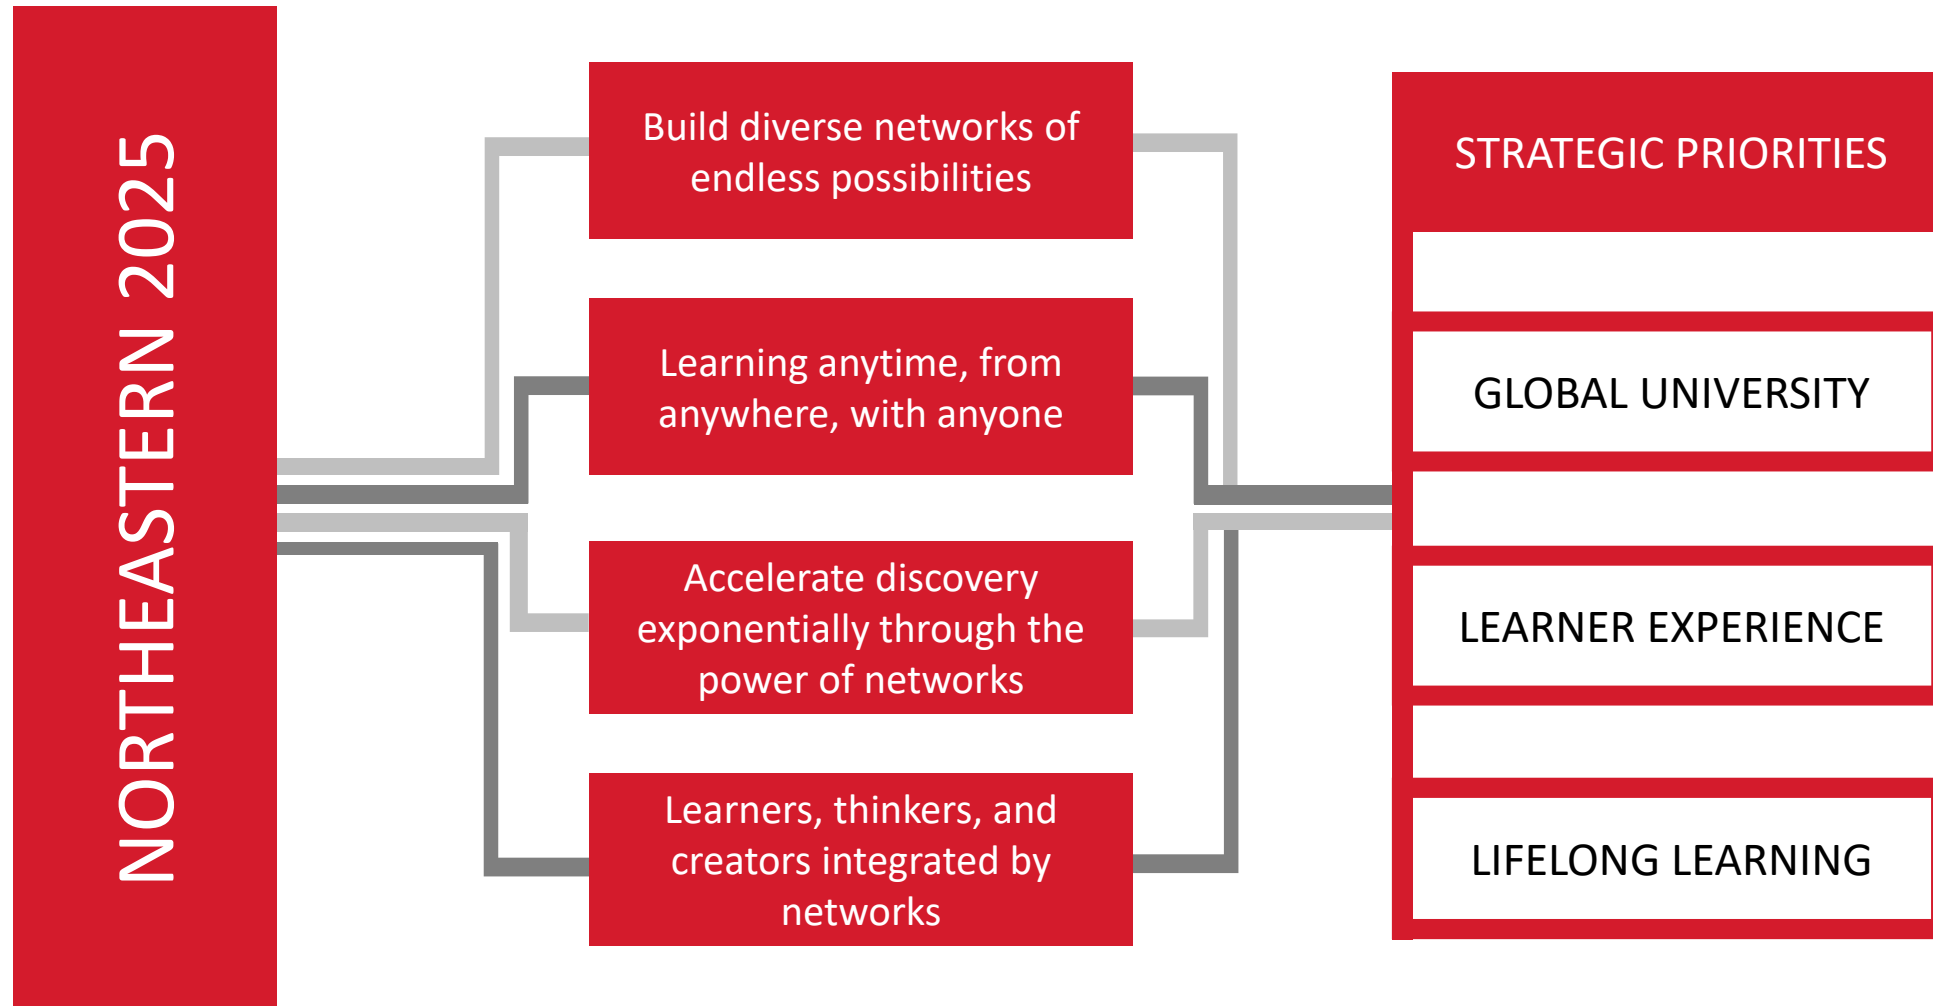 NORTHEASTERN 2025
Build diverse networks of
endless possibilities
Learning anytime, from
anywhere, with anyone
Accelerate discovery
exponentially through the
power of networks
Learners, thinkers, and
creators integrated by
networks
STRATEGIC PRIORITIES
GLOBAL UNIVERSITY
LEARNER EXPERIENCE
LIFELONG LEARNING